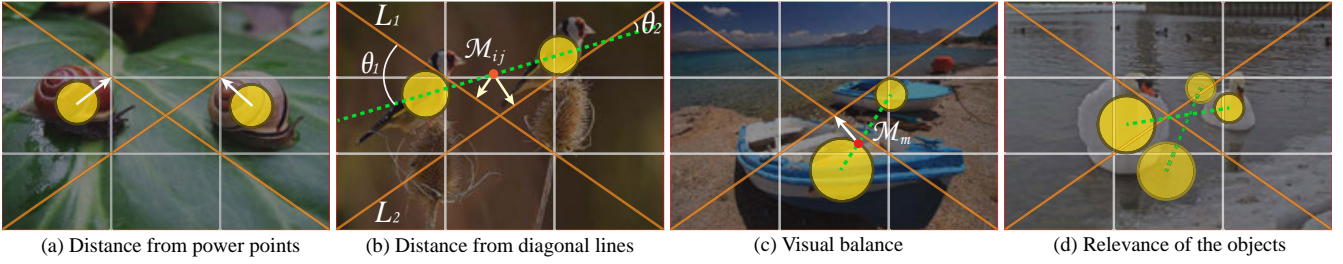 L₁
θ₂
ℳᵢⱼ
θ₁
ℳₘ
L₂
(a) Distance from power points
(b) Distance from diagonal lines
(c) Visual balance
(d) Relevance of the objects